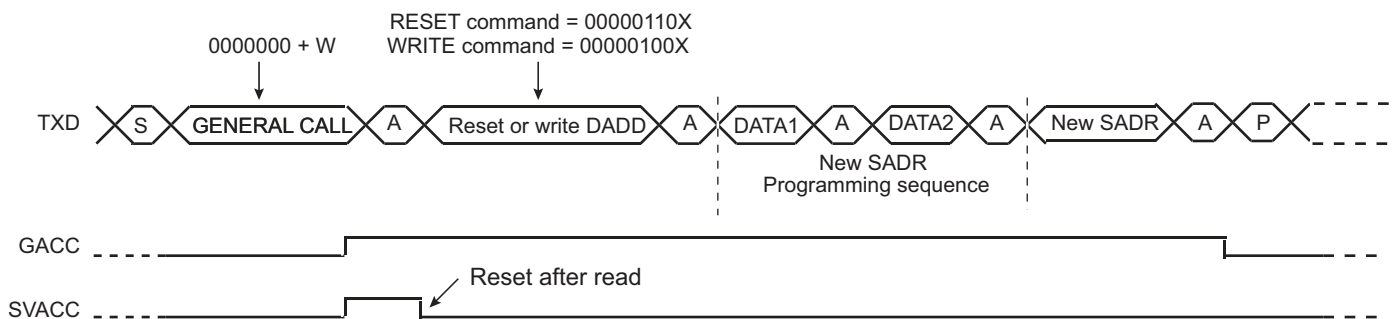 RESET command = 00000110X
0000000 + W
WRITE command = 00000100X
TXD
S
GENERAL CALL
A
Reset or write DADD
A
DATA1
A
DATA2
A
New SADR
A
P
New SADR
Programming sequence
GACC
Reset after read
SVACC